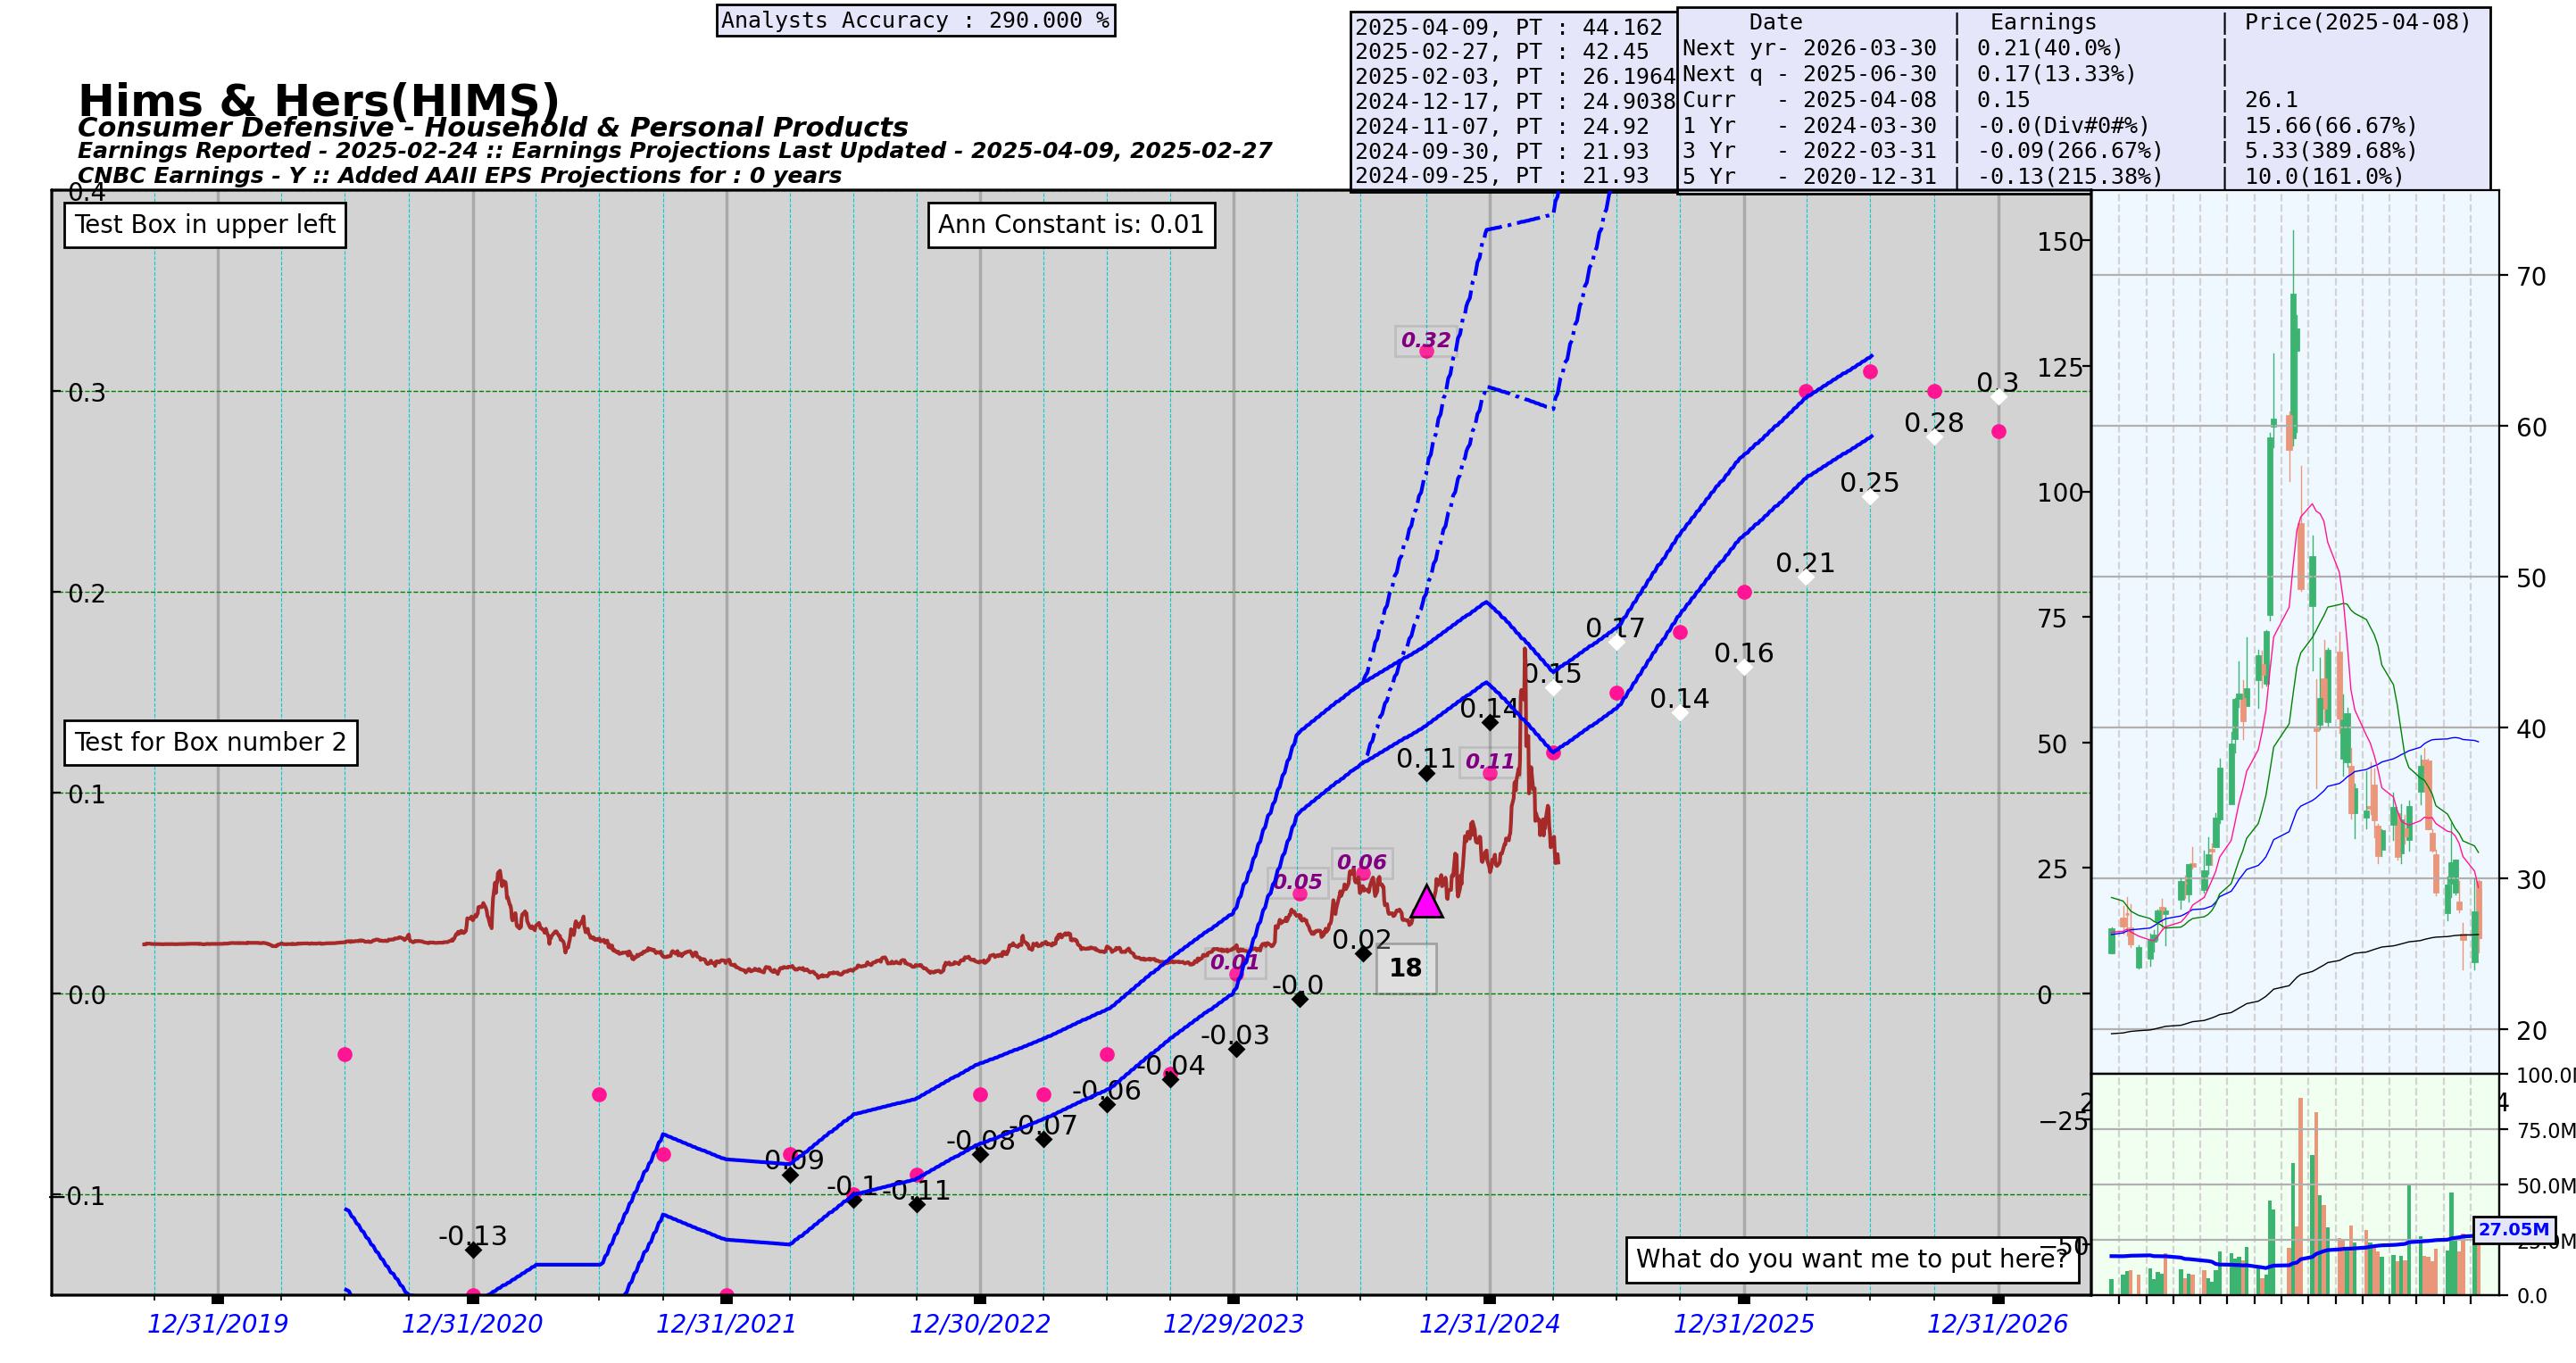 Analysts Accuracy : 290.000 %
2025-04-09, PT : 44.162
2025-02-27, PT : 42.45
2025-02-03, PT : 26.1964
2024-12-17, PT : 24.9038
2024-11-07, PT : 24.92
2024-09-30, PT : 21.93
2024-09-25, PT : 21.93
Date | Earnings | Price(2025-04-08)
Next yr- 2026-03-30 | 0.21(40.0%) |
Next q - 2025-06-30 | 0.17(13.33%) |
Curr - 2025-04-08 | 0.15 | 26.1
1 Yr - 2024-03-30 | -0.0(Div#0#%) | 15.66(66.67%)
3 Yr - 2022-03-31 | -0.09(266.67%) | 5.33(389.68%)
5 Yr - 2020-12-31 | -0.13(215.38%) | 10.0(161.0%)
Hims & Hers(HIMS)
Consumer Defensive - Household & Personal Products
Earnings Reported - 2025-02-24 :: Earnings Projections Last Updated - 2025-04-09, 2025-02-27
CNBC Earnings - Y :: Added AAII EPS Projections for : 0 years
Test Box in upper left
Ann Constant is: 0.01
Test for Box number 2
What do you want me to put here?
0.4
0.3
0.2
0.1
0.0
−0.1
-0.13
-0.1
-0.11
-0.08
-0.07
-0.06
-0.04
-0.03
-0.0
0.02
0.11
0.14
0.15
0.17
0.14
0.16
0.21
0.25
0.28
0.3
0.01
0.05
0.06
0.32
0.11
18
150
125
100
75
50
25
0
−25
−50
70
60
50
40
30
20
75.0M
50.0M
27.05M
0.0
12/31/2019
12/31/2020
12/31/2021
12/30/2022
12/29/2023
12/31/2024
12/31/2025
12/31/2026